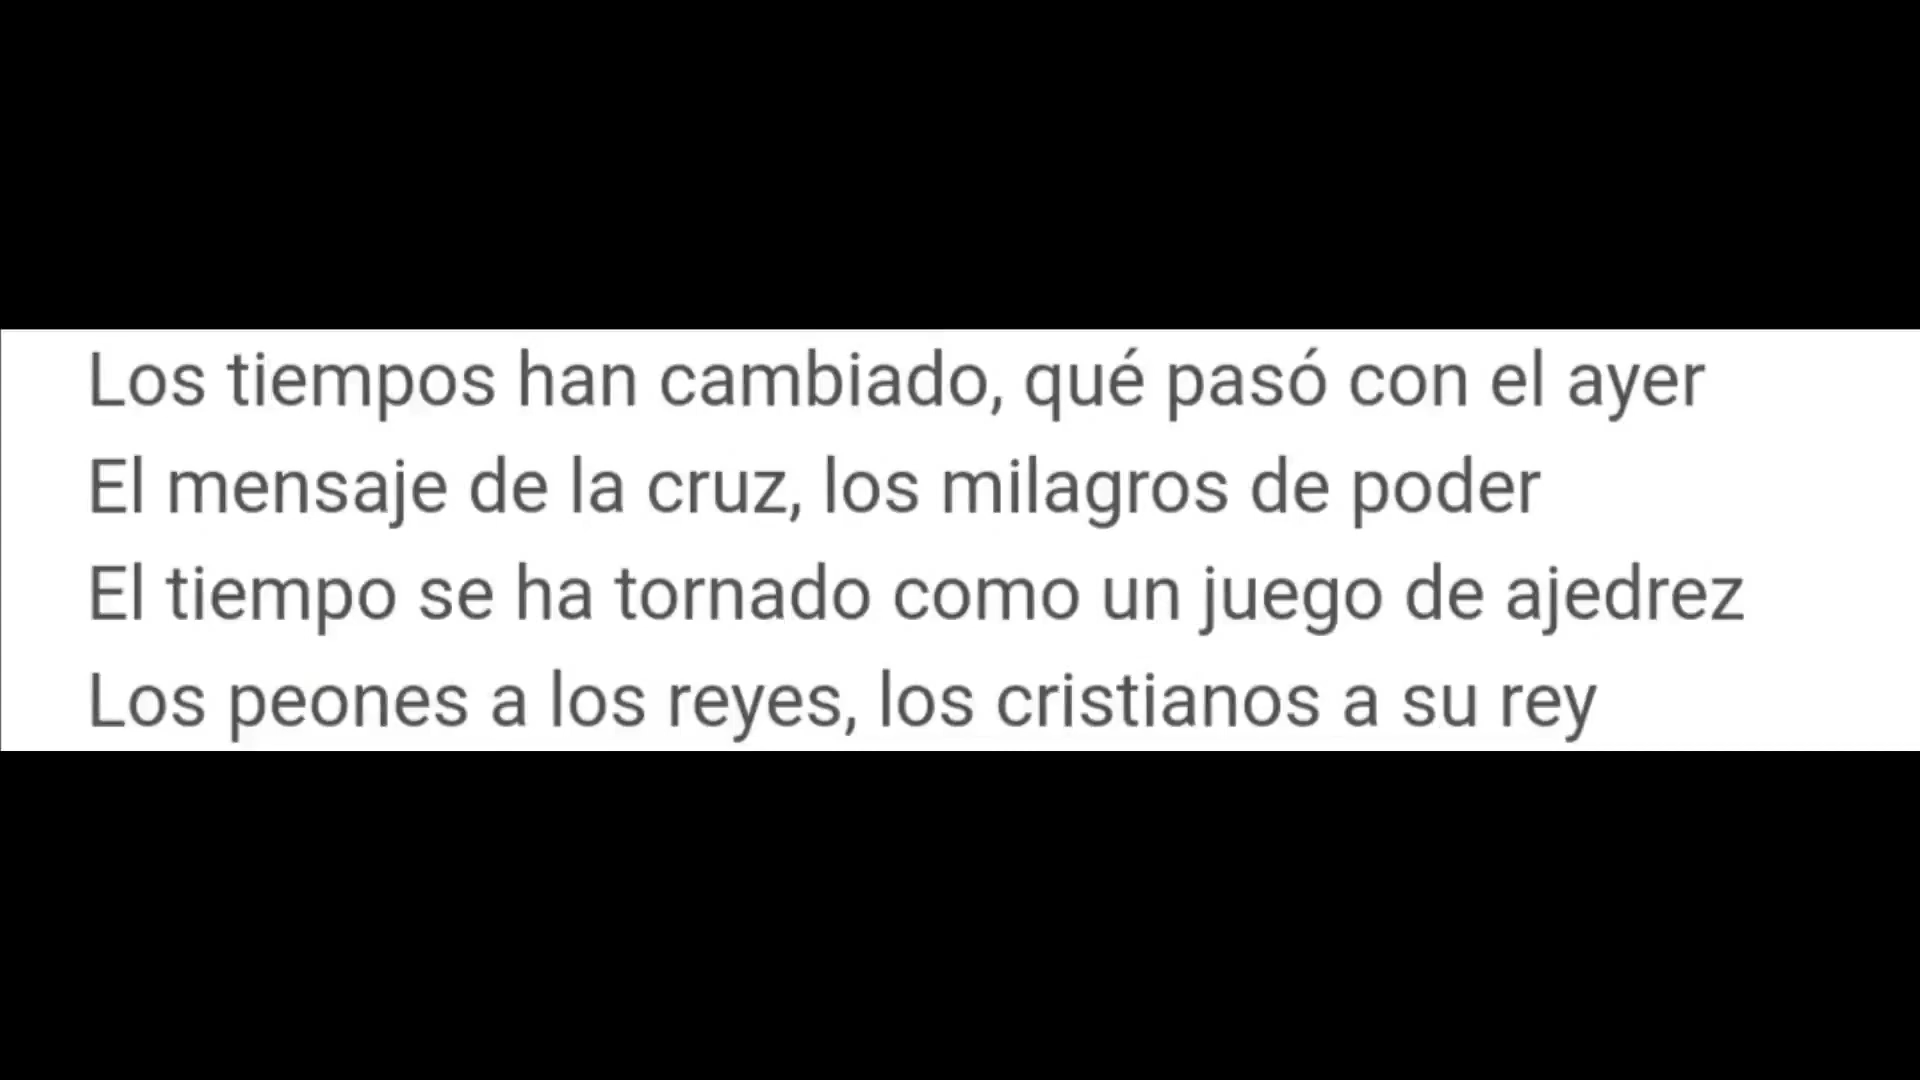 Los tiempos han cambiado, qué pasó con el ayer
El mensaje de la cruz, los milagros de poder
El tiempo se ha tornado como un juego de ajedrez
Los peones a los reyes, los cristianos a su rey